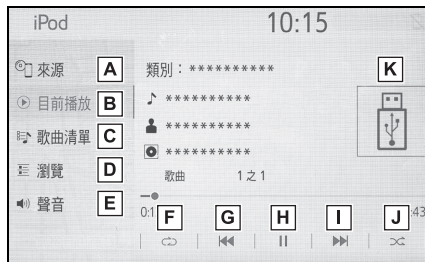 iPod 10:15
來源 A 類別：********** K
目前播放 B **********
歌曲清單 C **********
瀏覽 D **********
歌曲 1 之 1
聲音 E
0:1 F G H I J :43